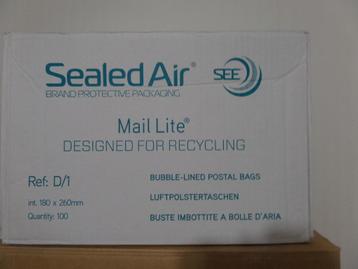 Sealed Air®
SEE
BRAND PROTECTIVE PACKAGING
Mail Lite®
DESIGNED FOR RECYCLING
Ref: D/1
int. 180 x 260mm
Quantity: 100
BUBBLE-LINED POSTAL BAGS
LUFTPOLSTERTASCHEN
BUSTE IMBOTTITE A BOLLE D'ARIA